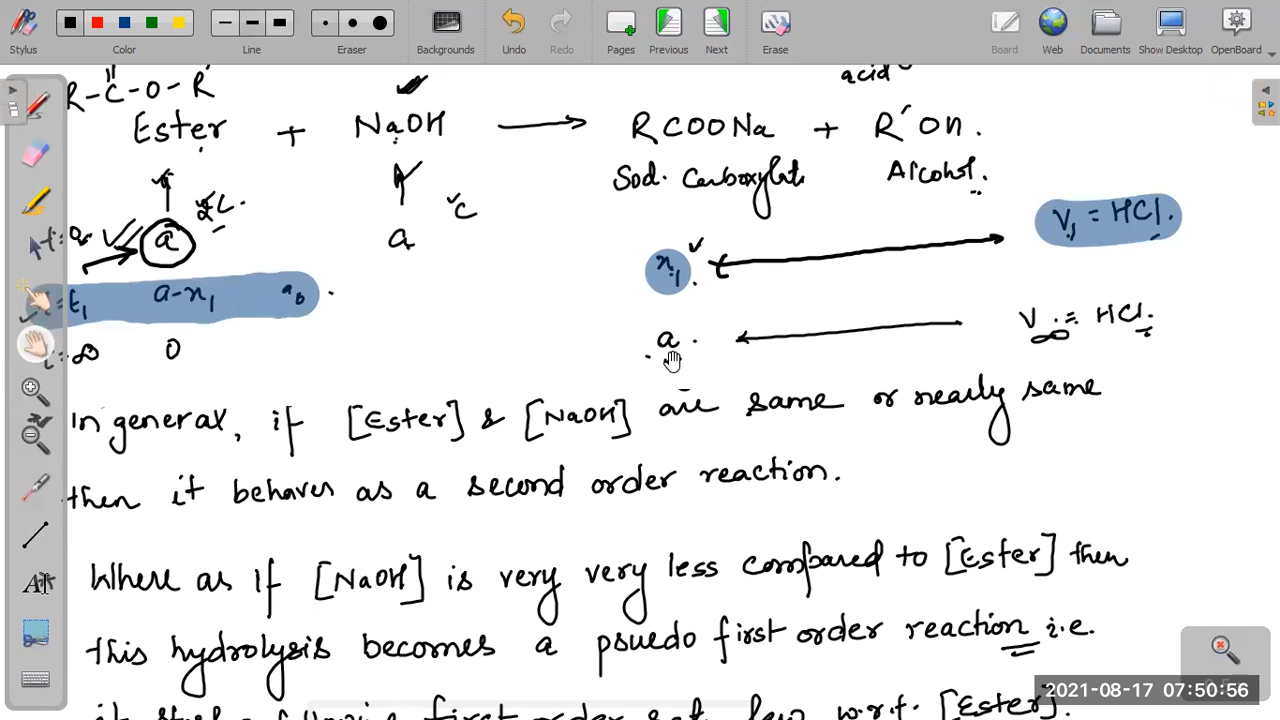 Stylus Color Line Eraser Backgrounds Undo Redo Pages Previous Next Erase Board Web Documents Show Desktop OpenBoard
acid
R-C-O-R'
Ester + NaOH → RCOONa + R'OH.
Sod. Carboxylate Alcohol.
C
a a
V₁ = HCl.
x₁
t₁ a-x₁
V∞ = HCl.
∞ 0 a
In general, if [Ester] & [NaOH] are same or nearly same
then it behaves as a second order reaction.
Where as if [NaOH] is very very less compared to [Ester] then
this hydrolysis becomes a psuedo first order reaction i.e.
w.r.t. [Ester].
2021-08-17 07:50:56